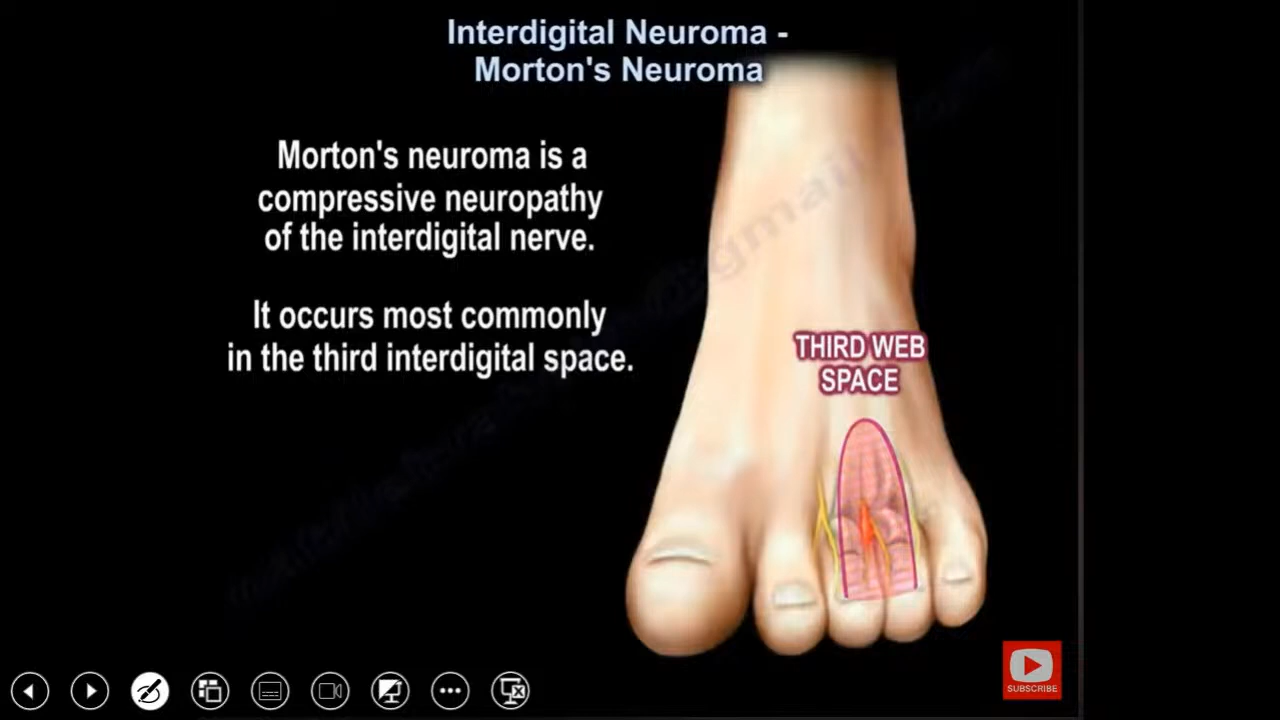 Interdigital Neuroma -
Morton's Neuroma
Morton's neuroma is a
compressive neuropathy
of the interdigital nerve.
It occurs most commonly
in the third interdigital space.
THIRD WEB
SPACE
SUBSCRIBE